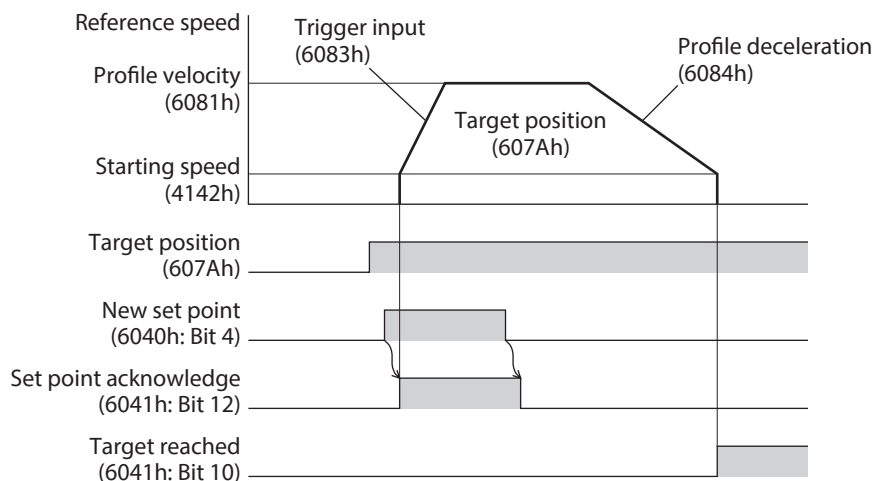 Reference speed
Trigger input
(6083h)
Profile deceleration
(6084h)
Profile velocity
(6081h)
Target position
(607Ah)
Starting speed
(4142h)
Target position
(607Ah)
New set point
(6040h: Bit 4)
Set point acknowledge
(6041h: Bit 12)
Target reached
(6041h: Bit 10)